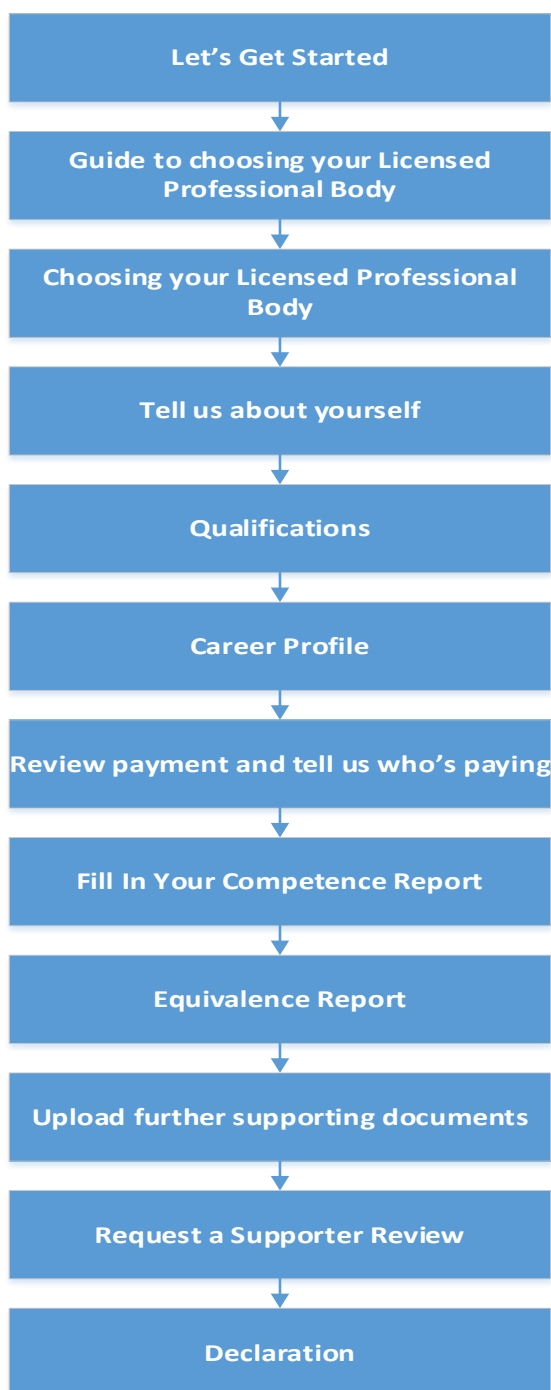 Let’s Get Started
Guide to choosing your Licensed
Professional Body
Choosing your Licensed Professional
Body
Tell us about yourself
Qualifications
Career Profile
Review payment and tell us who’s paying
Fill In Your Competence Report
Equivalence Report
Upload further supporting documents
Request a Supporter Review
Declaration